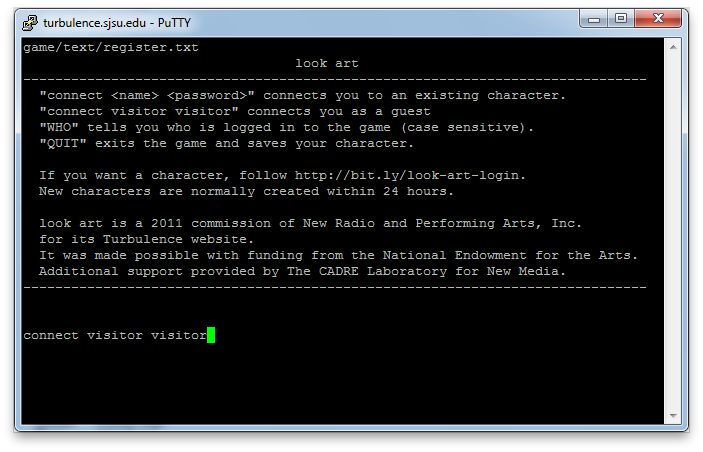 turbulence.sjsu.edu - PuTTY
game/text/register.txt
look art
------------------------------------------------------------------------------
"connect <name> <password>" connects you to an existing character.
"connect visitor visitor" connects you as a guest
"WHO" tells you who is logged in to the game (case sensitive).
"QUIT" exits the game and saves your character.
If you want a character, follow http://bit.ly/look-art-login.
New characters are normally created within 24 hours.
look art is a 2011 commission of New Radio and Performing Arts, Inc.
for its Turbulence website.
It was made possible with funding from the National Endowment for the Arts.
Additional support provided by The CADRE Laboratory for New Media.
------------------------------------------------------------------------------
connect visitor visitor